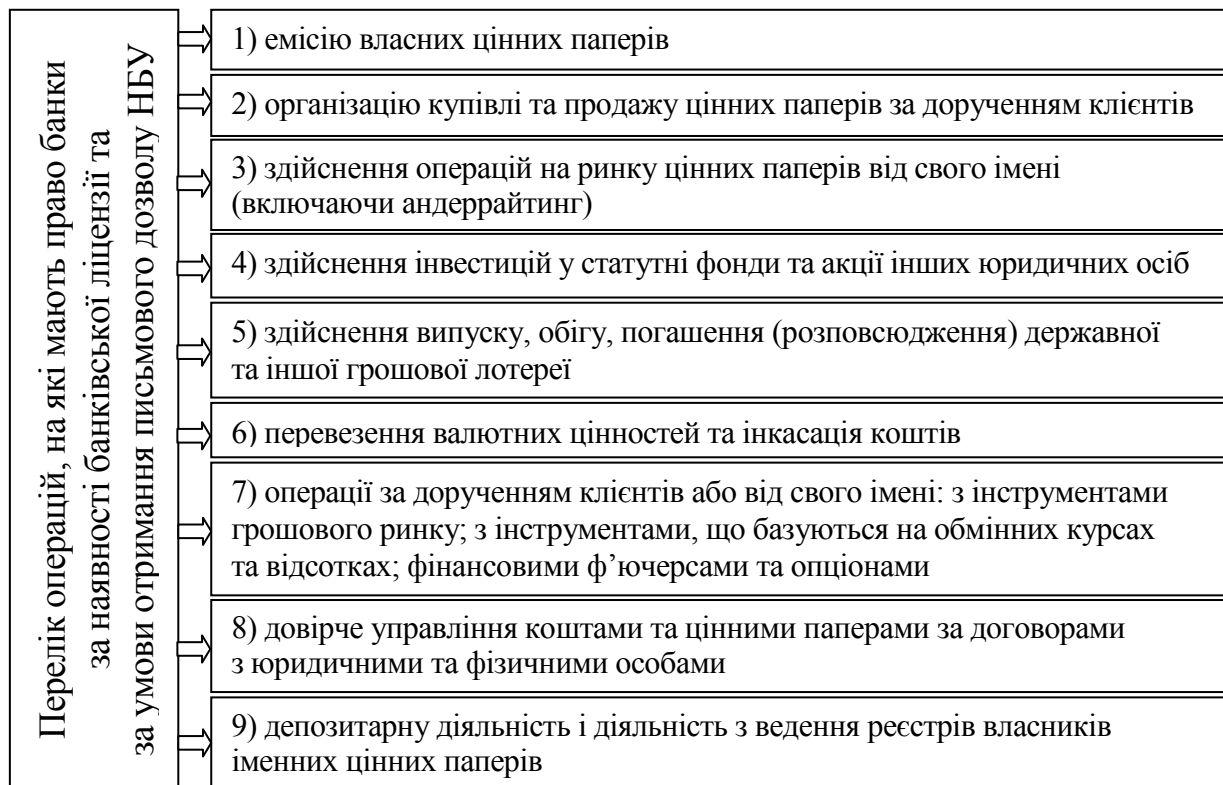 Перелік операцій, на які мають право банки
за наявності банківської ліцензії та
за умови отримання письмового дозволу НБУ
1) емісію власних цінних паперів
2) організацію купівлі та продажу цінних паперів за дорученням клієнтів
3) здійснення операцій на ринку цінних паперів від свого імені
(включаючи андеррайтинг)
4) здійснення інвестицій у статутні фонди та акції інших юридичних осіб
5) здійснення випуску, обігу, погашення (розповсюдження) державної
та іншої грошової лотереї
6) перевезення валютних цінностей та інкасація коштів
7) операції за дорученням клієнтів або від свого імені: з інструментами
грошового ринку; з інструментами, що базуються на обмінних курсах
та відсотках; фінансовими ф’ючерсами та опціонами
8) довірче управління коштами та цінними паперами за договорами
з юридичними та фізичними особами
9) депозитарну діяльність і діяльність з ведення реєстрів власників
іменних цінних паперів